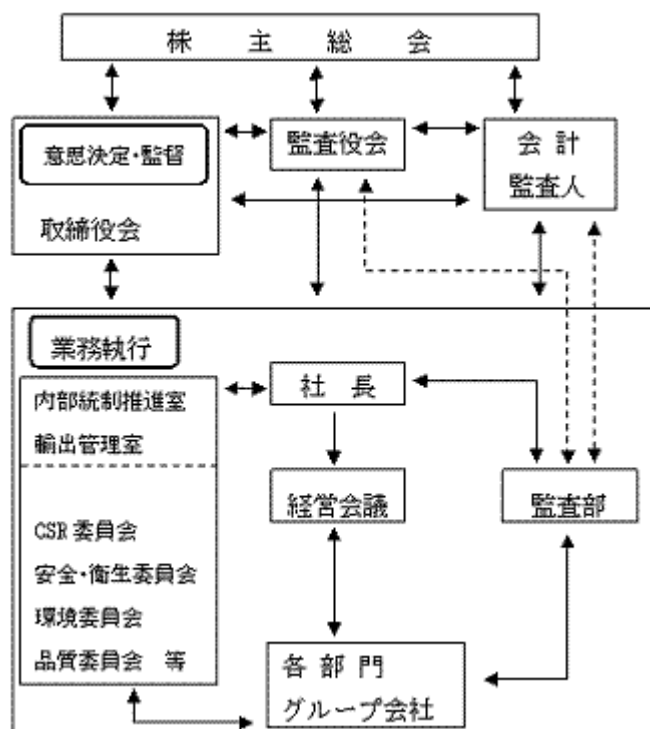 株主総会
意思決定・監督
取締役会
監査役会
会計
監査人
業務執行
内部統制推進室
輸出管理室
CSR委員会
安全・衛生委員会
環境委員会
品質委員会 等
社長
経営会議
監査部
各部門
グループ会社